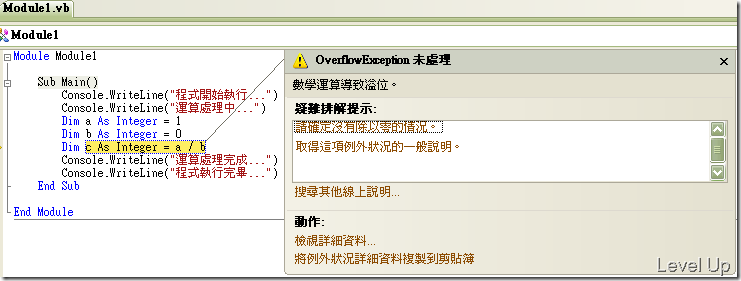 Module1.vb
Module1
Module Module1
Sub Main()
Console.WriteLine("程式開始執行...")
Console.WriteLine("運算處理中...")
Dim a As Integer = 1
Dim b As Integer = 0
Dim c As Integer = a / b
Console.WriteLine("運算處理完成...")
Console.WriteLine("程式執行完畢...")
End Sub
End Module
OverflowException 未處理
數學運算導致溢位。
疑難排解提示:
請確定沒有除以零的情況。
取得這項例外狀況的一般說明。
搜尋其他線上說明...
動作:
檢視詳細資料...
將例外狀況詳細資料複製到剪貼簿
Level Up